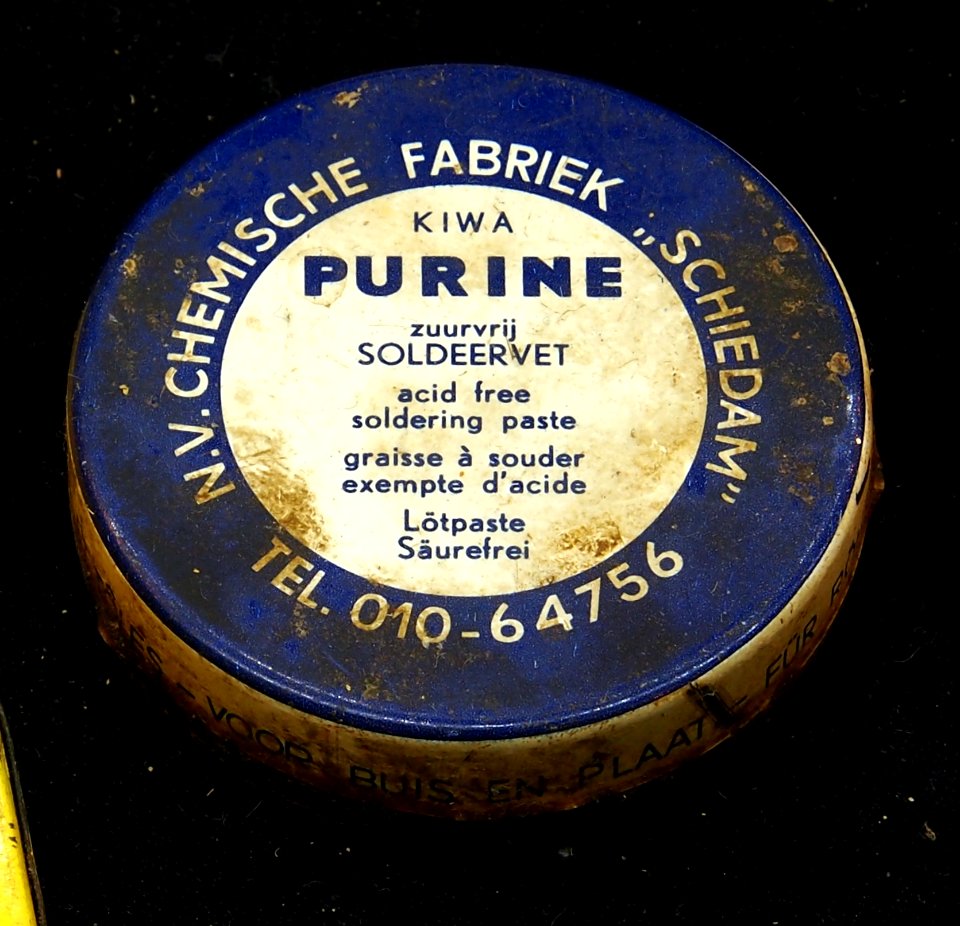 N.V. CHEMISCHE FABRIEK „SCHIEDAM”
KIWA
PURINE
zuurvrij
SOLDEERVET
acid free
soldering paste
graisse à souder
exempte d'acide
Lötpaste
Säurefrei
TEL. 010-64756
- VOOR BUIS EN PLAAT - FÜR